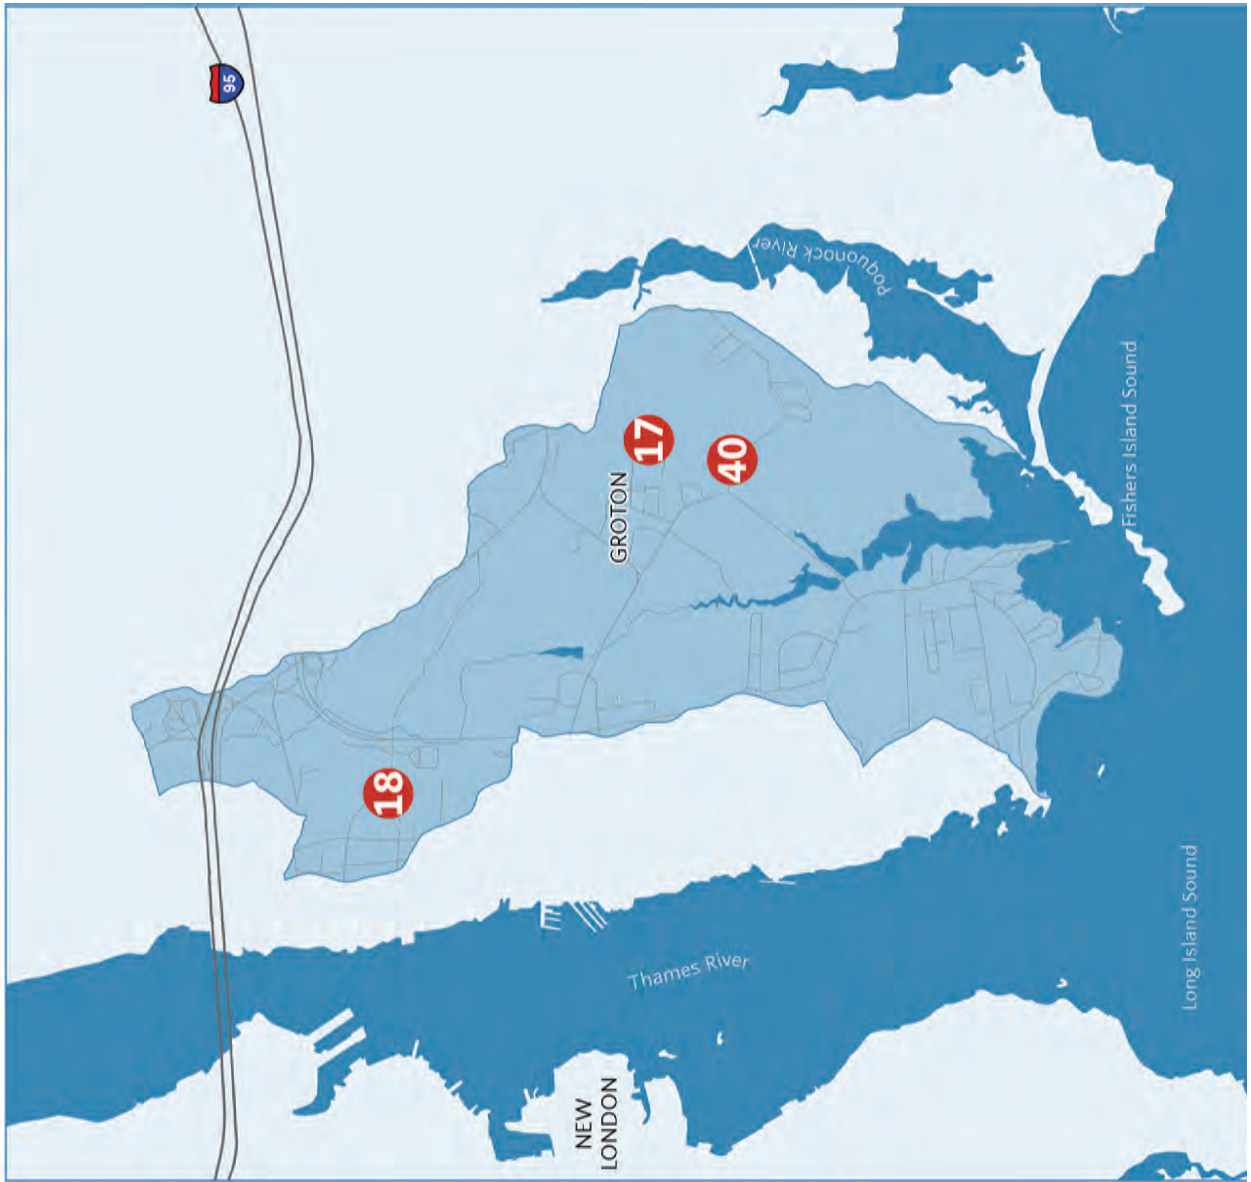 95
Poquonock River
17
GROTON
40
Fishers Island Sound
18
Thames River
Long Island Sound
NEW
LONDON